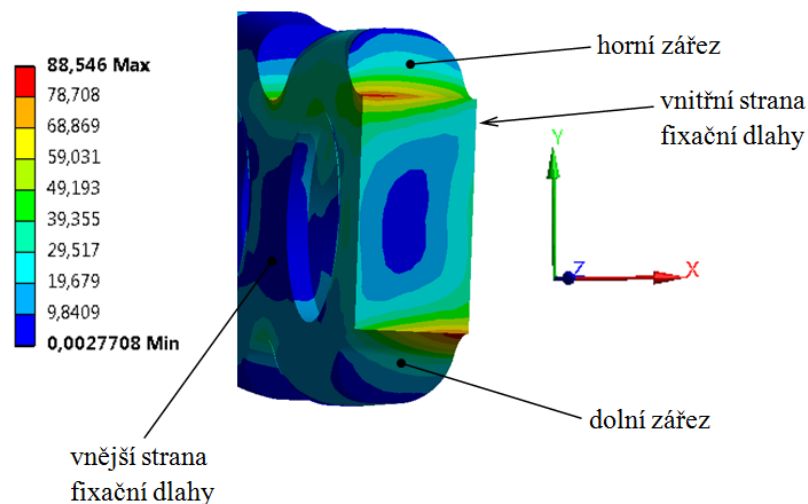 88,546 Max
78,708
68,869
59,031
49,193
39,355
29,517
19,679
9,8409
0,0027708 Min
horní zářez
vnitřní strana
fixační dlahy
Y
Z
X
dolní zářez
vnější strana
fixační dlahy